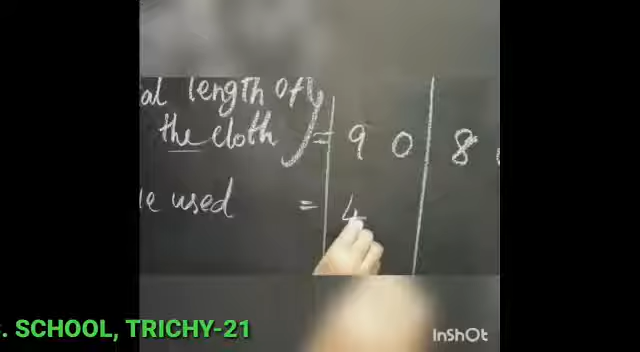 al length of
the cloth } = 9 0 8
e used = 4
. SCHOOL, TRICHY-21
InShOt